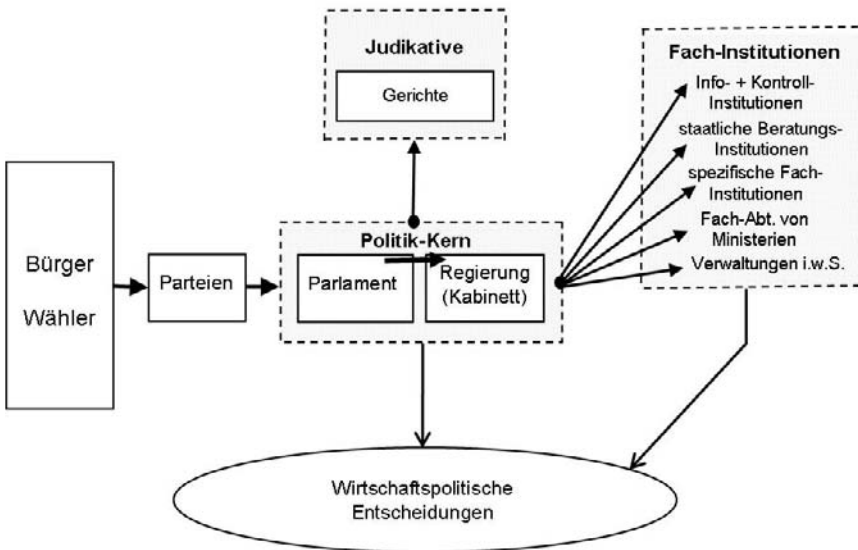 Judikative
Gerichte
Fach-Institutionen
Info- + Kontroll-
Institutionen
staatliche Beratungs-
Institutionen
spezifische Fach-
Institutionen
Fach-Abt. von
Ministerien
Verwaltungen i.w.S.
Bürger
Wähler
Parteien
Politik-Kern
Parlament
Regierung
(Kabinett)
Wirtschaftspolitische
Entscheidungen